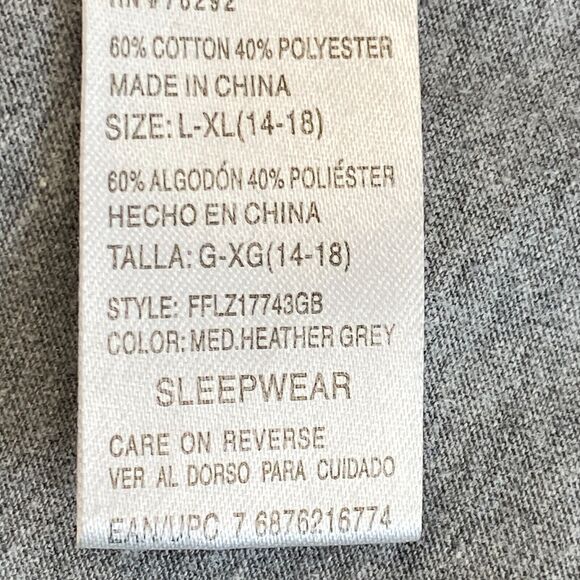 RN #76292
60% COTTON 40% POLYESTER
MADE IN CHINA
SIZE: L-XL(14-18)
60% ALGODÓN 40% POLIÉSTER
HECHO EN CHINA
TALLA: G-XG(14-18)
STYLE: FFLZ17743GB
COLOR: MED.HEATHER GREY
SLEEPWEAR
CARE ON REVERSE
VER AL DORSO PARA CUIDADO
EAN/UPC 7 6876216774